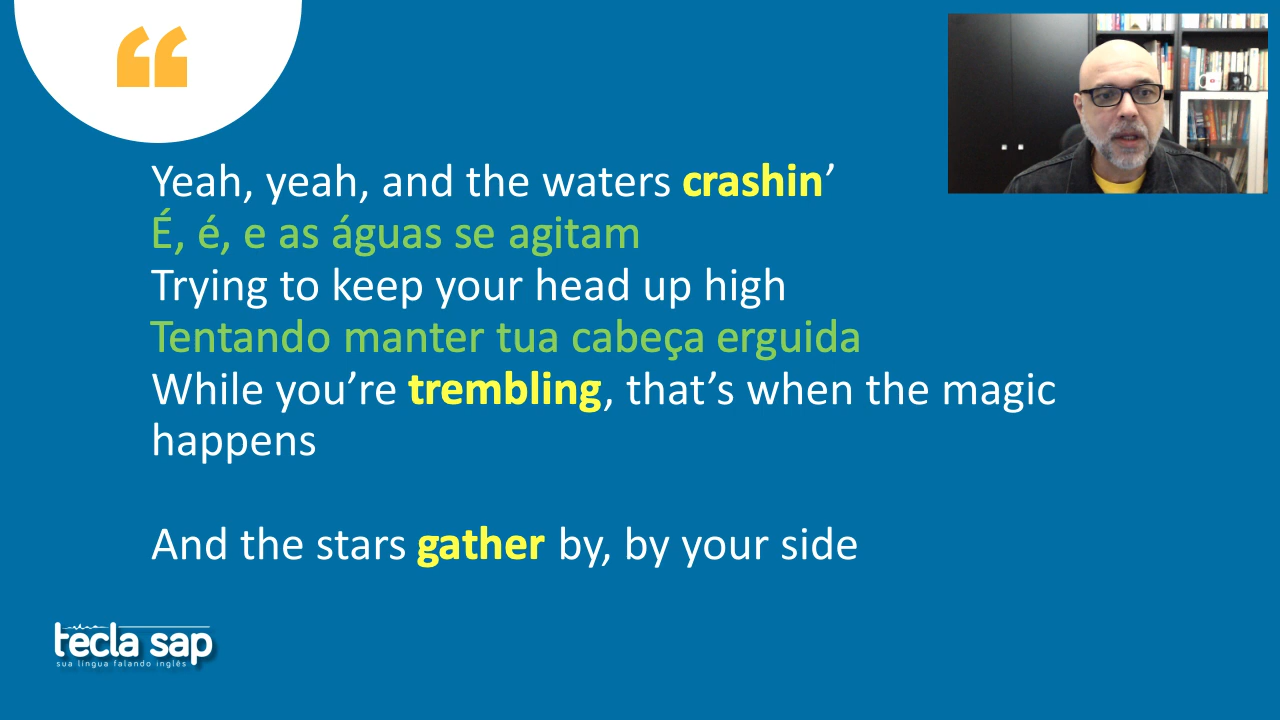 Yeah, yeah, and the waters crashin’
É, é, e as águas se agitam
Trying to keep your head up high
Tentando manter tua cabeça erguida
While you’re trembling, that’s when the magic
happens
And the stars gather by, by your side
tecla sap
sua língua falando inglês